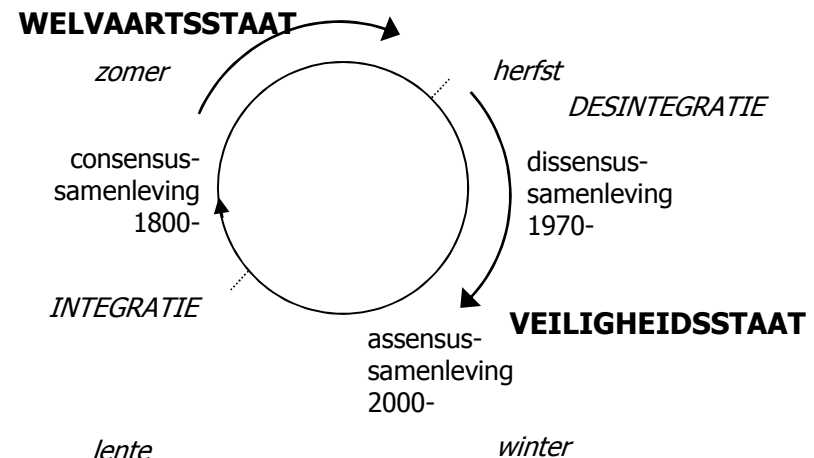 WELVAARTSSTAAT
zomer
herfst
DESINTEGRATIE
consensus-
samenleving
1800-
dissensus-
samenleving
1970-
INTEGRATIE
VEILIGHEIDSSTAAT
assensus-
samenleving
2000-
lente
winter